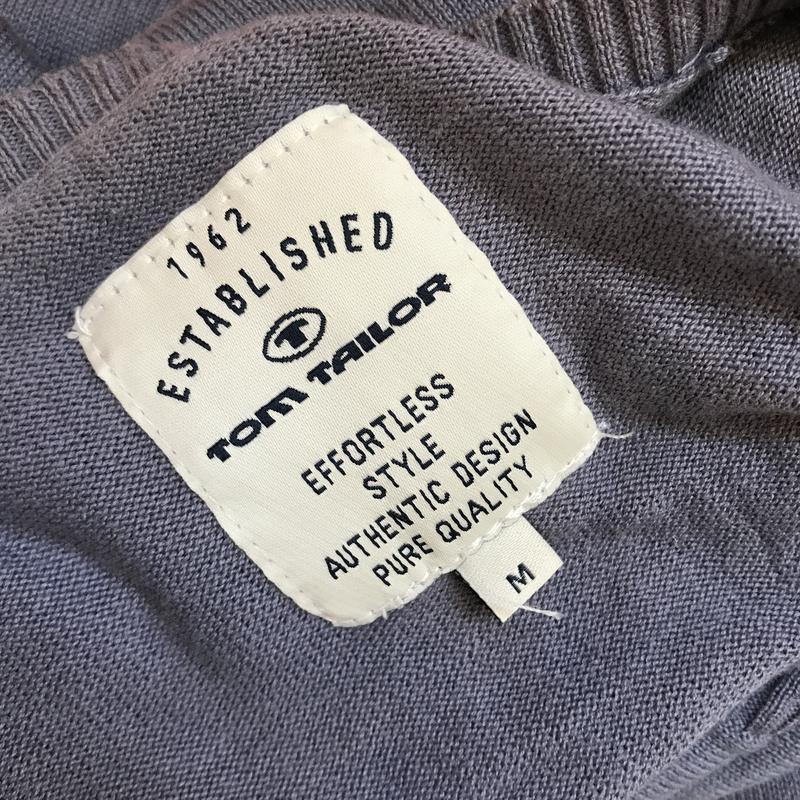 1962
ESTABLISHED
T
TOM TAILOR
EFFORTLESS
STYLE
AUTHENTIC DESIGN
PURE QUALITY
M